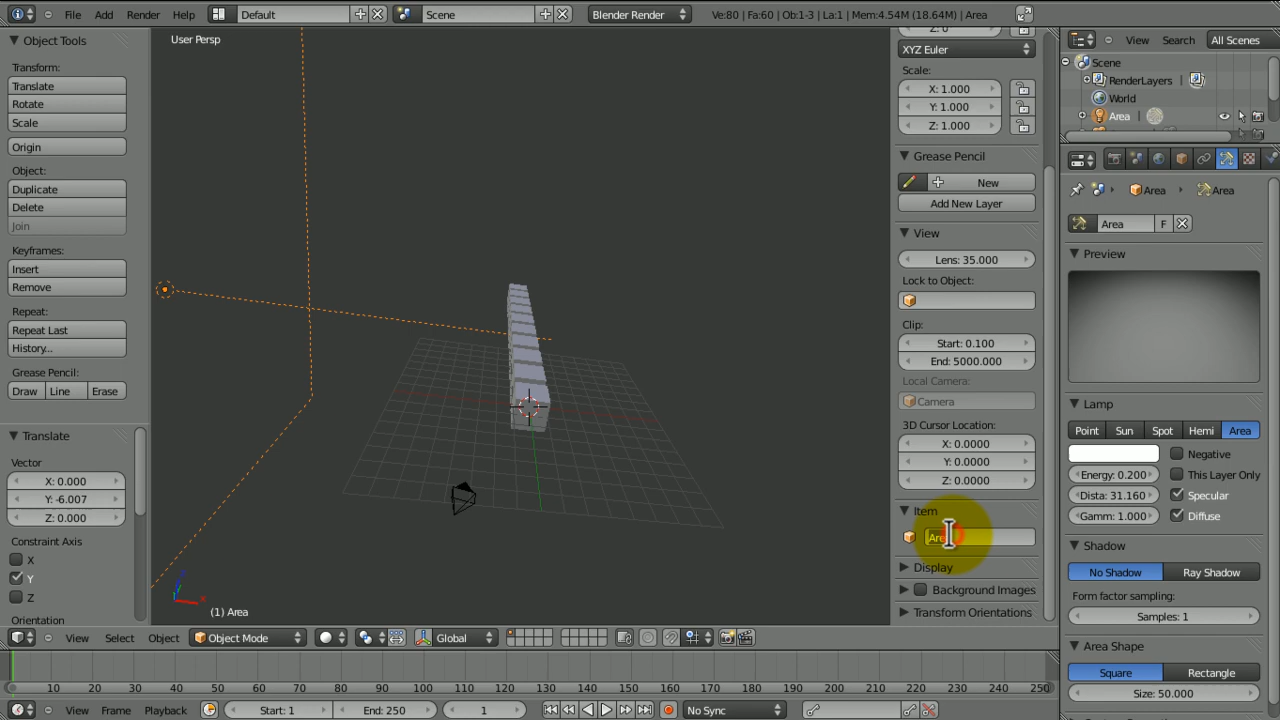 File Add Render Help Default Scene Blender Render Ve:80 | Fa:60 | Ob:1-3 | La:1 | Mem:4.54M (18.64M) | Area
Object Tools
Transform:
Translate
Rotate
Scale
Origin
Object:
Duplicate
Delete
Join
Keyframes:
Insert
Remove
Repeat:
Repeat Last
History...
Grease Pencil:
Draw Line Erase
Translate
Vector
X: 0.000
Y: -6.007
Z: 0.000
Constraint Axis
X
Y
Z
Orientation
User Persp
(1) Area
XYZ Euler
Scale:
X: 1.000
Y: 1.000
Z: 1.000
Grease Pencil
New
Add New Layer
View
Lens: 35.000
Lock to Object:
Clip:
Start: 0.100
End: 5000.000
Local Camera:
Camera
3D Cursor Location:
X: 0.0000
Y: 0.0000
Z: 0.0000
Item
Display
Background Images
Transform Orientations
View Search All Scenes
Scene
RenderLayers |
World
Area |
Area Area
Area F
Preview
Lamp
Point Sun Spot Hemi Area
Negative
Energy: 0.200 This Layer Only
Dista: 31.160 Specular
Gamm: 1.000 Diffuse
Shadow
No Shadow Ray Shadow
Form factor sampling:
Samples: 1
Area Shape
Square Rectangle
Size: 50.000
View Select Object Object Mode Global
10 20 30 40 50 60 70 80 90 100 110 120 130 140 150 160 170 180 190 200 210 220 230 240 250
View Frame Playback Start: 1 End: 250 1 No Sync